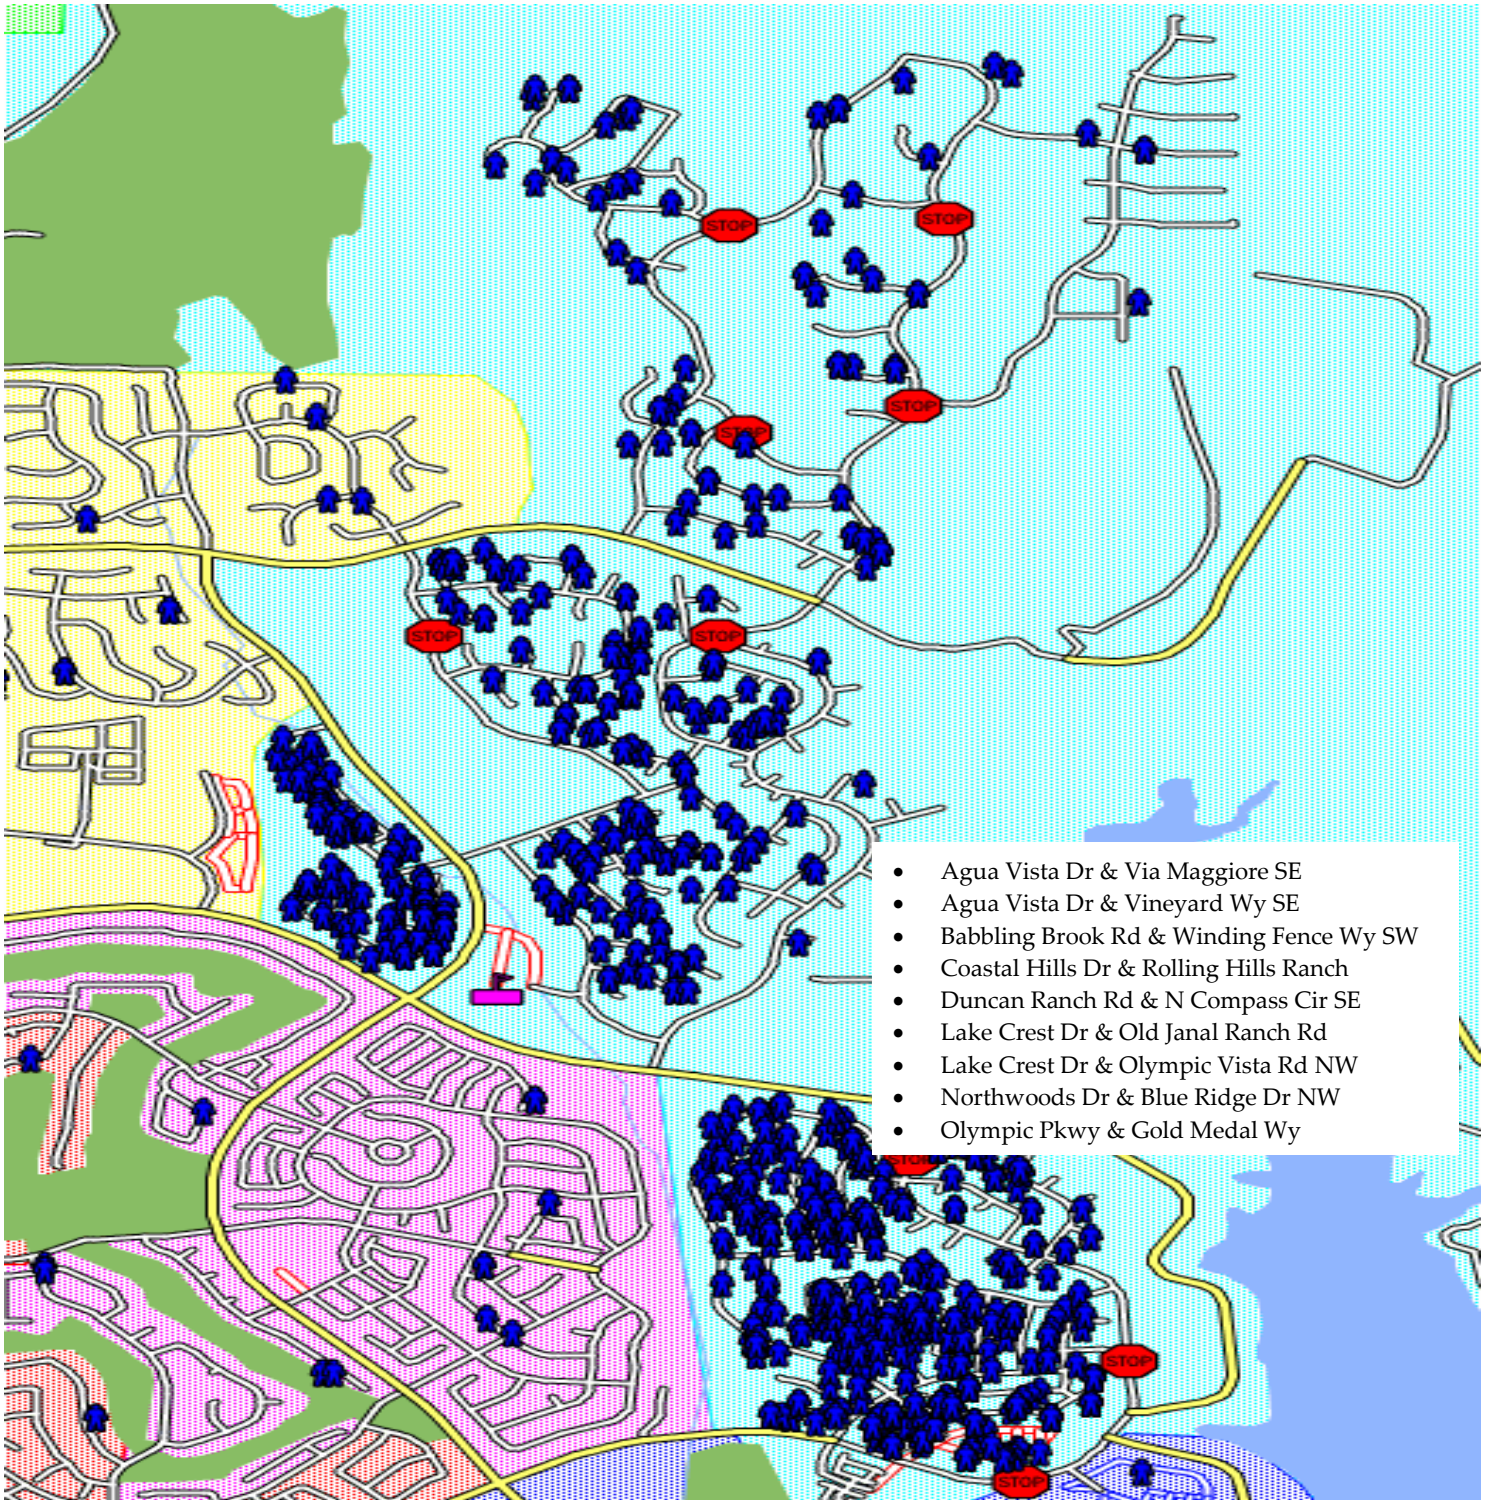 STOP
STOP
STOP
STOP
STOP
STOP
• Agua Vista Dr & Via Maggiore SE
• Agua Vista Dr & Vineyard Wy SE
• Babbling Brook Rd & Winding Fence Wy SW
• Coastal Hills Dr & Rolling Hills Ranch
• Duncan Ranch Rd & N Compass Cir SE
• Lake Crest Dr & Old Janal Ranch Rd
• Lake Crest Dr & Olympic Vista Rd NW
• Northwoods Dr & Blue Ridge Dr NW
• Olympic Pkwy & Gold Medal Wy
STOP
STOP
STOP